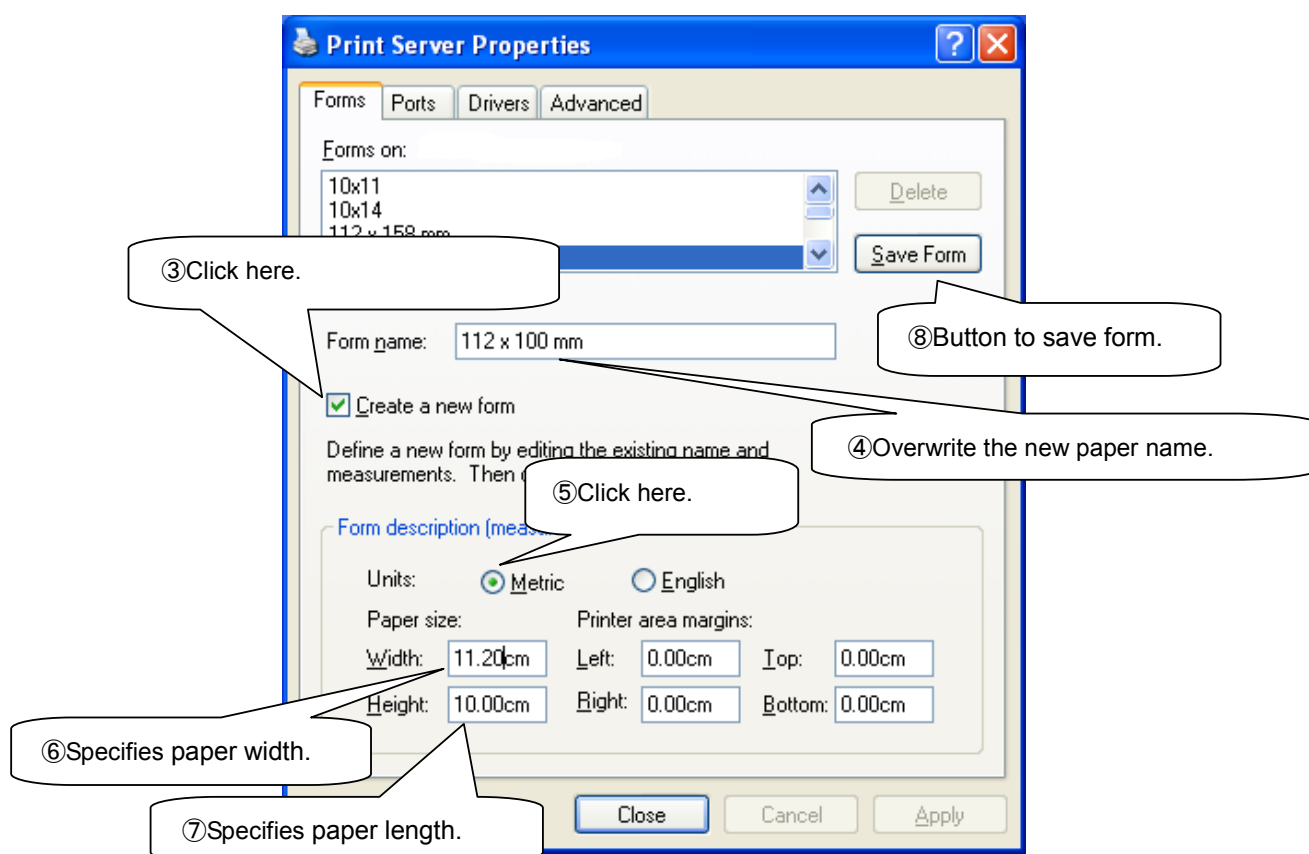 Print Server Properties
Forms Ports Drivers Advanced
Forms on:
10x11
10x14
112 x 158 mm
Delete
Save Form
③Click here.
⑧Button to save form.
Form name: 112 x 100 mm
Create a new form
④Overwrite the new paper name.
Define a new form by editing the existing name and
measurements. Then
⑤Click here.
Form description
Units: Metric English
Paper size: Printer area margins:
Width: 11.20cm Left: 0.00cm Top: 0.00cm
Height: 10.00cm Right: 0.00cm Bottom: 0.00cm
⑥Specifies paper width.
⑦Specifies paper length.
Close Cancel Apply